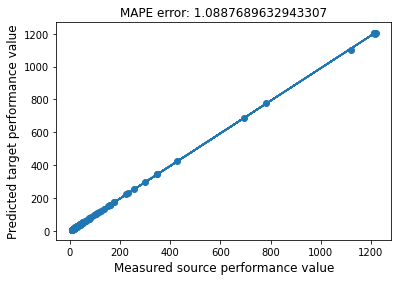 MAPE error: 1.0887689632943307
Predicted target performance value
1200
1000
800
600
400
200
0
0 200 400 600 800 1000 1200
Measured source performance value